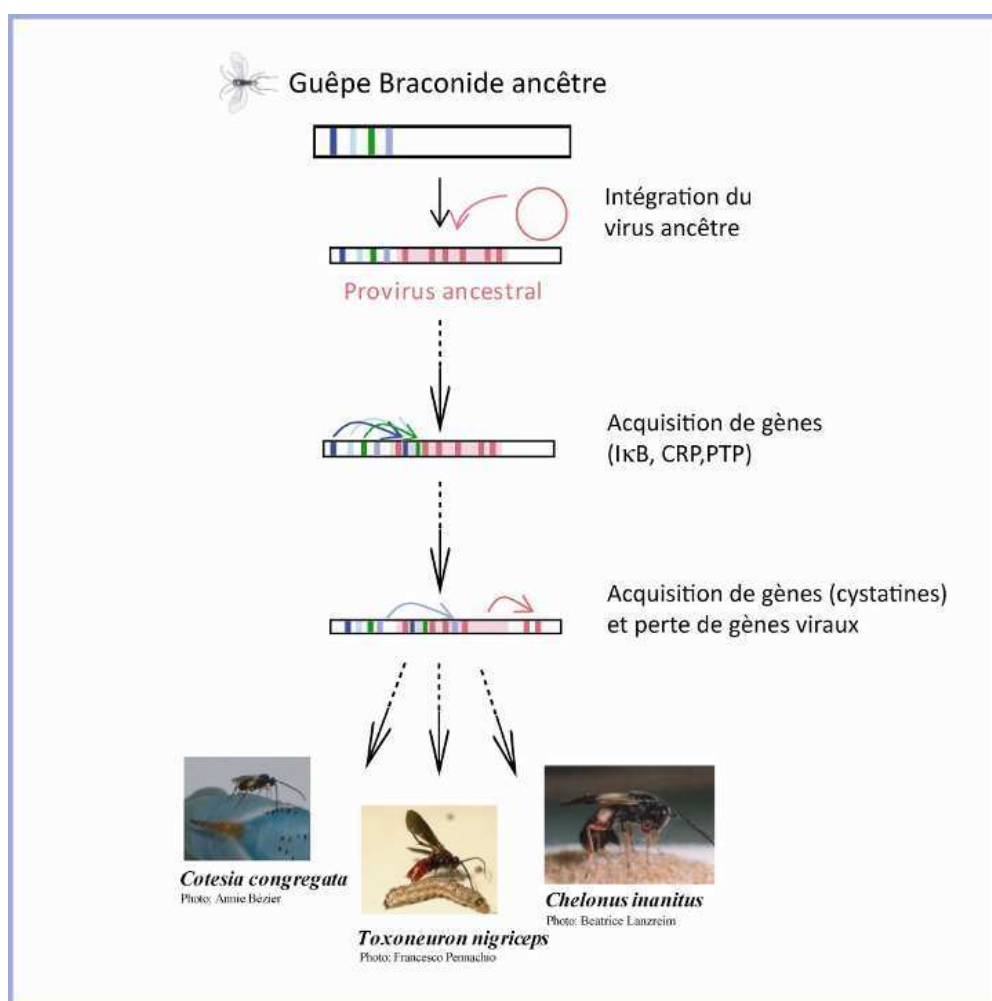 Guêpe Braconide ancêtre
Intégration du
virus ancêtre
Provirus ancestral
Acquisition de gènes
(IκB, CRP,PTP)
Acquisition de gènes (cystatines)
et perte de gènes viraux
Cotesia congregata
Photo: Annie Bézier
Toxoneuron nigriceps
Photo: Francesco Pennachio
Chelonus inanitus
Photo: Beatrice Lanzreim